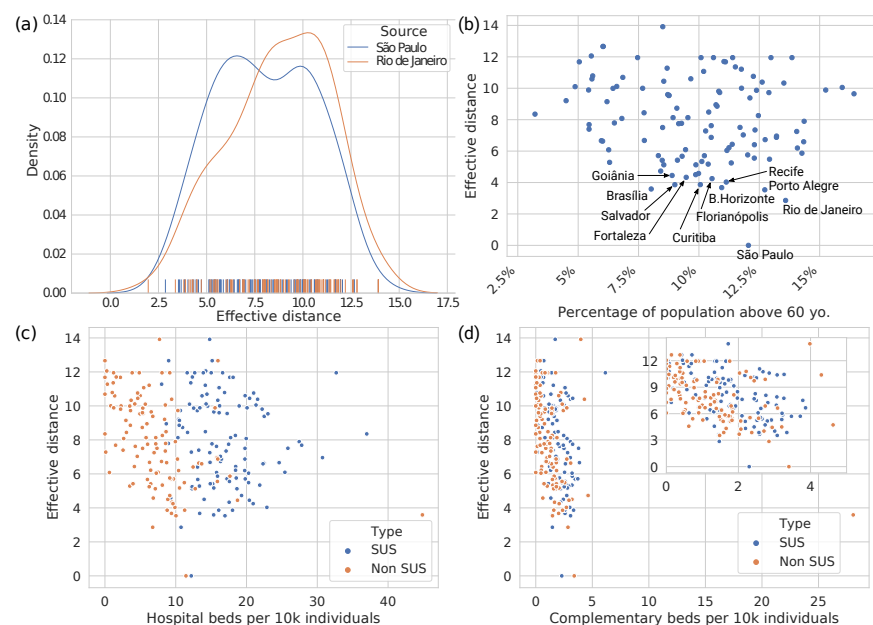 (a)
0.14
0.12
0.10
0.08
0.06
0.04
0.02
0.00
Density
0.0
2.5
5.0
7.5
10.0
12.5
15.0
17.5
Effective distance
Source
São Paulo
Rio de Janeiro
(b)
14
12
10
8
6
4
2
0
Effective distance
Goiânia
Brasília
Salvador
Fortaleza
Curitiba
Florianópolis
B.Horizonte
Recife
Porto Alegre
Rio de Janeiro
São Paulo
2.5%
5%
7.5%
10%
12.5%
15%
Percentage of population above 60 yo.
(c)
14
12
10
8
6
4
2
0
Effective distance
0
10
20
30
40
Hospital beds per 10k individuals
Type
SUS
Non SUS
(d)
14
12
10
8
6
4
2
0
Effective distance
12
9
6
3
0
0
2
4
Type
SUS
Non SUS
0
5
10
15
20
25
Complementary beds per 10k individuals